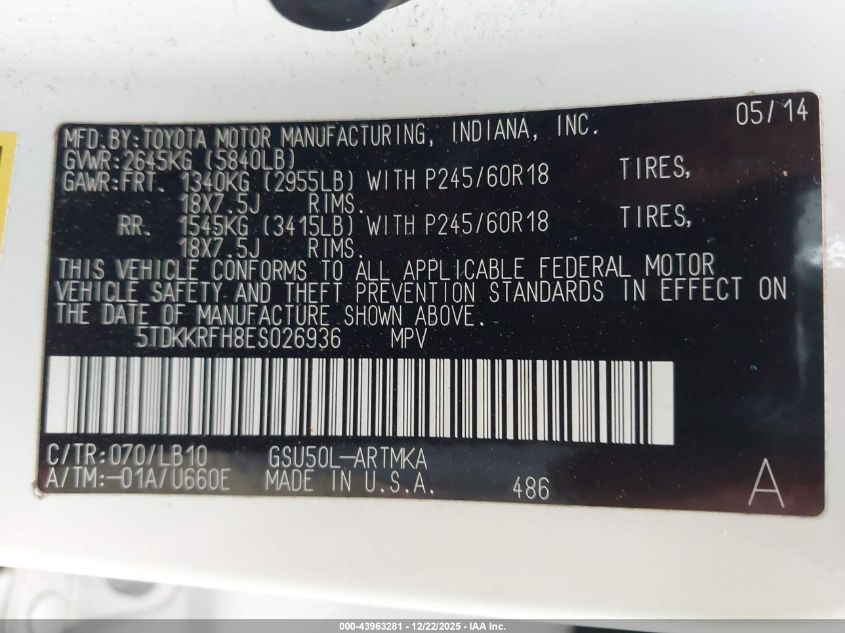 05/14
MFD.BY:TOYOTA MOTOR MANUFACTURING, INDIANA, INC.
GVWR:2645KG (5840LB)
GAWR:FRT. 1340KG (2955LB) WITH P245/60R18 TIRES,
18X7.5J RIMS.
RR. 1545KG (3415LB) WITH P245/60R18 TIRES,
18X7.5J RIMS.
THIS VEHICLE CONFORMS TO ALL APPLICABLE FEDERAL MOTOR
VEHICLE SAFETY AND THEFT PREVENTION STANDARDS IN EFFECT ON
THE DATE OF MANUFACTURE SHOWN ABOVE.
5TDKKRFH8ES026936 MPV
C/TR:070/LB10 GSU50L-ARTMKA
A/TM:-01A/U660E MADE IN U.S.A. 486 A
000-43963281 - 12/22/2025 - IAA Inc.